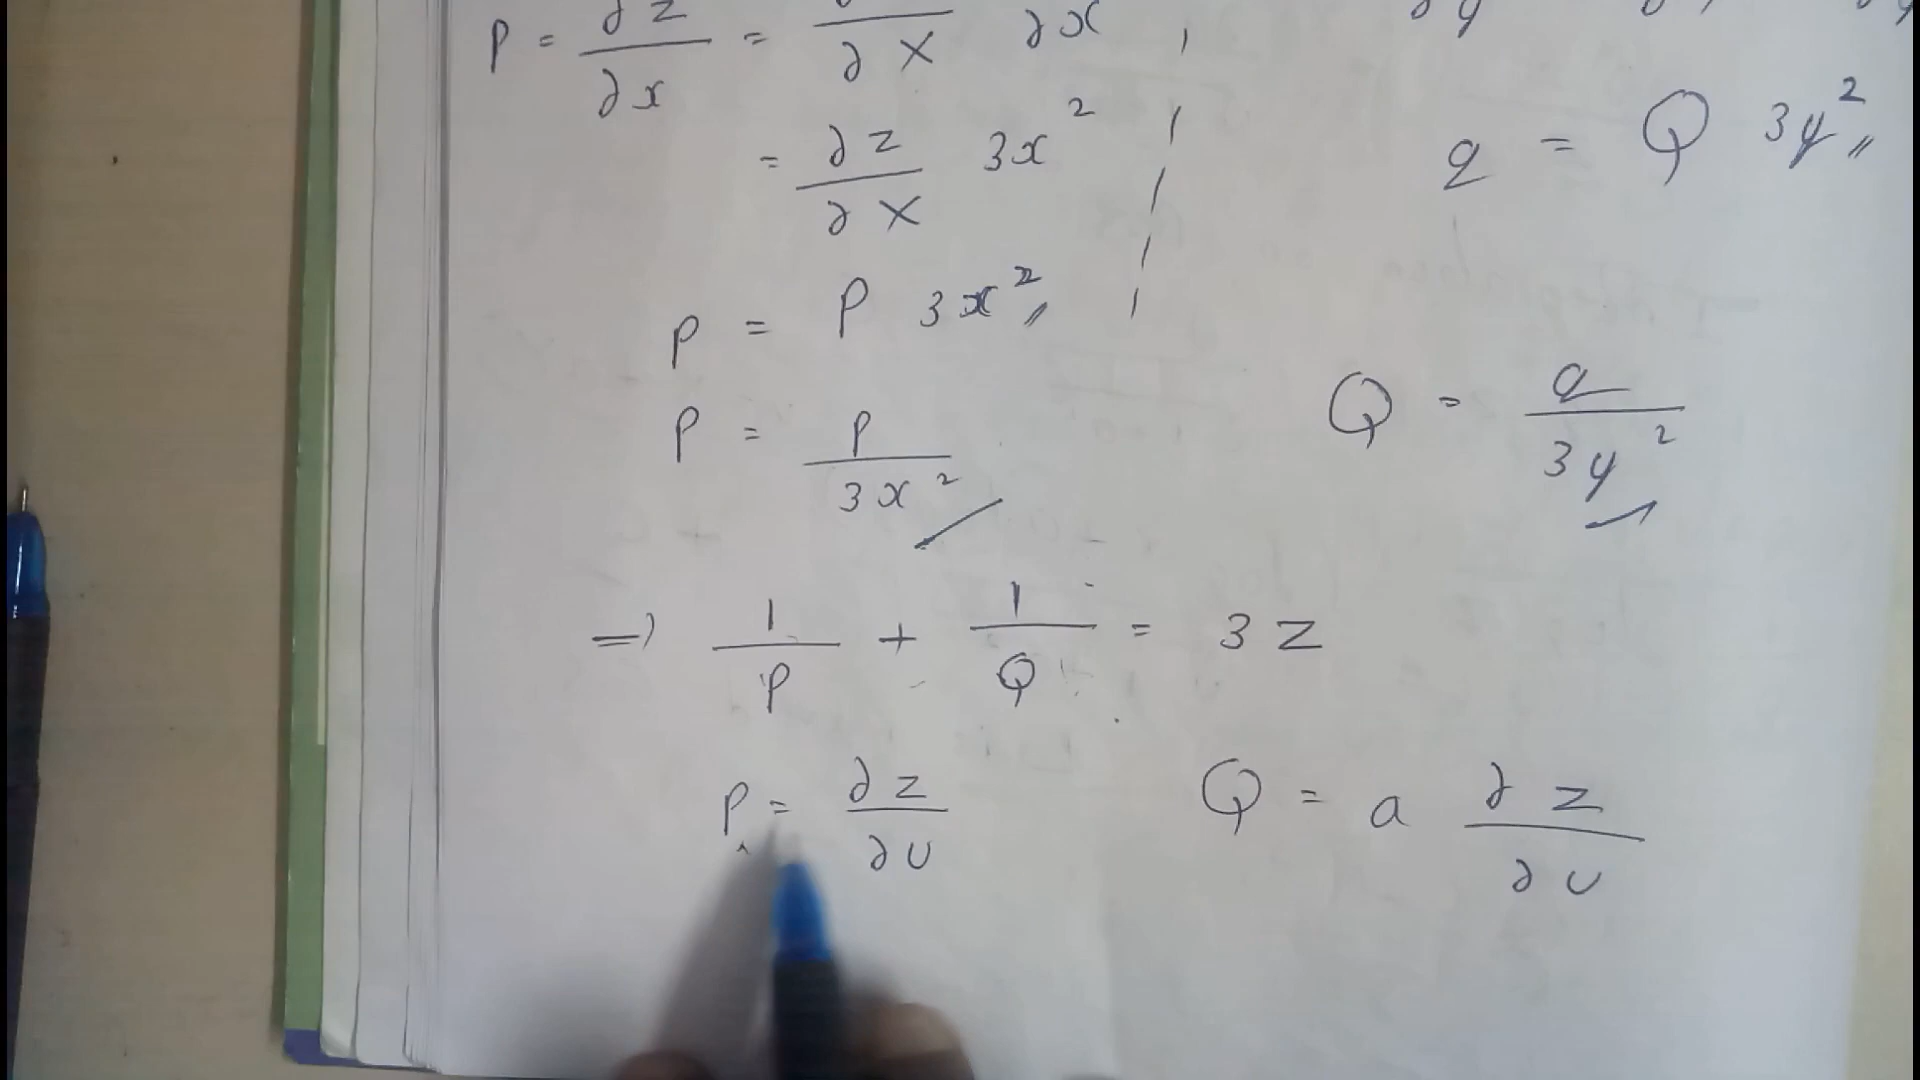 p = ∂z/∂x = ∂X ∂x
= ∂z/∂X 3x²
p = P 3x²,,
P = p/3x²
q = Q 3y²,,
Q = q/3y²
⇒ 1/P + 1/Q = 3z
P = ∂z/∂u Q = a ∂z/∂u